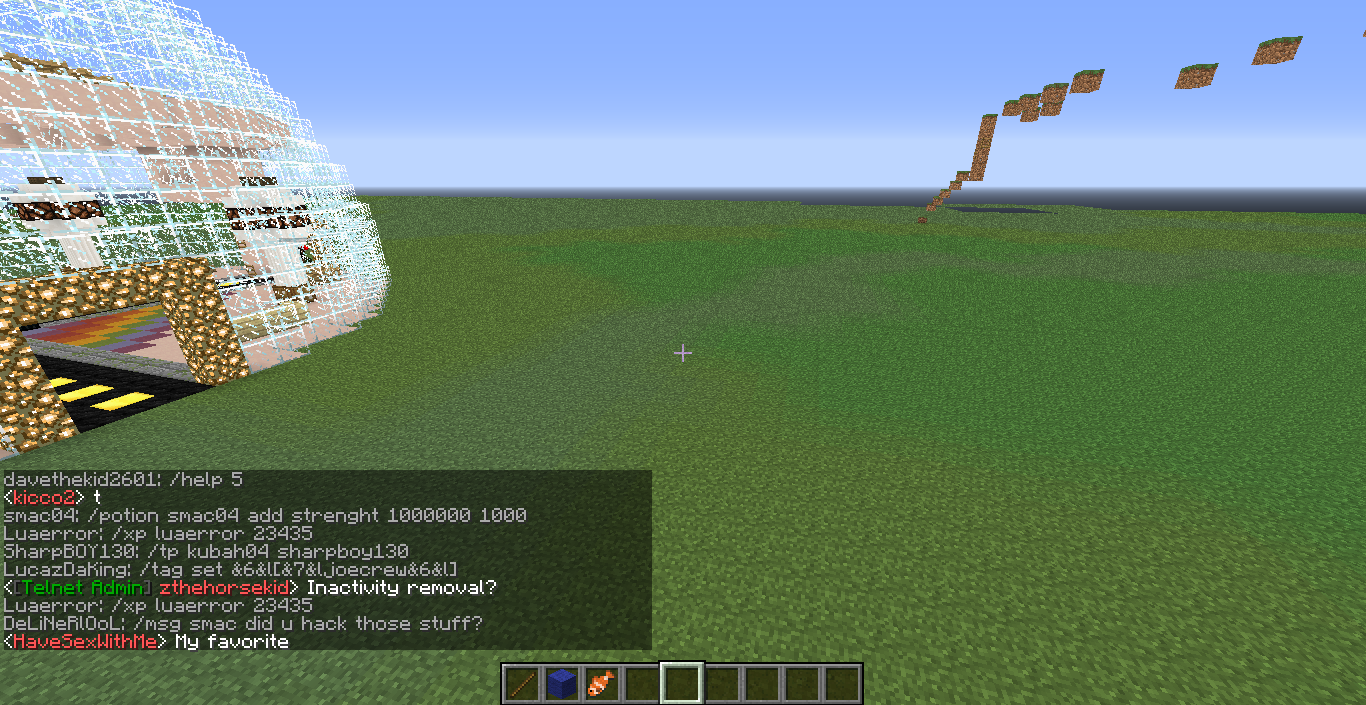 davethekid2601: /help 5
<kicco2> t
smac04: /potion smac04 add strenght 1000000 1000
Luaerror: /xp luaerror 23435
SharpBOY130: /tp kubah04 sharpboy130
LucazDaKing: /tag set &6&l[&7&ljoecrew&6&l]
<[Telnet Admin] zthehorsekid> Inactivity removal?
Luaerror: /xp luaerror 23435
DeLiNeRlOoL: /msg smac did u hack those stuff?
<HaveSexWithMe> My favorite